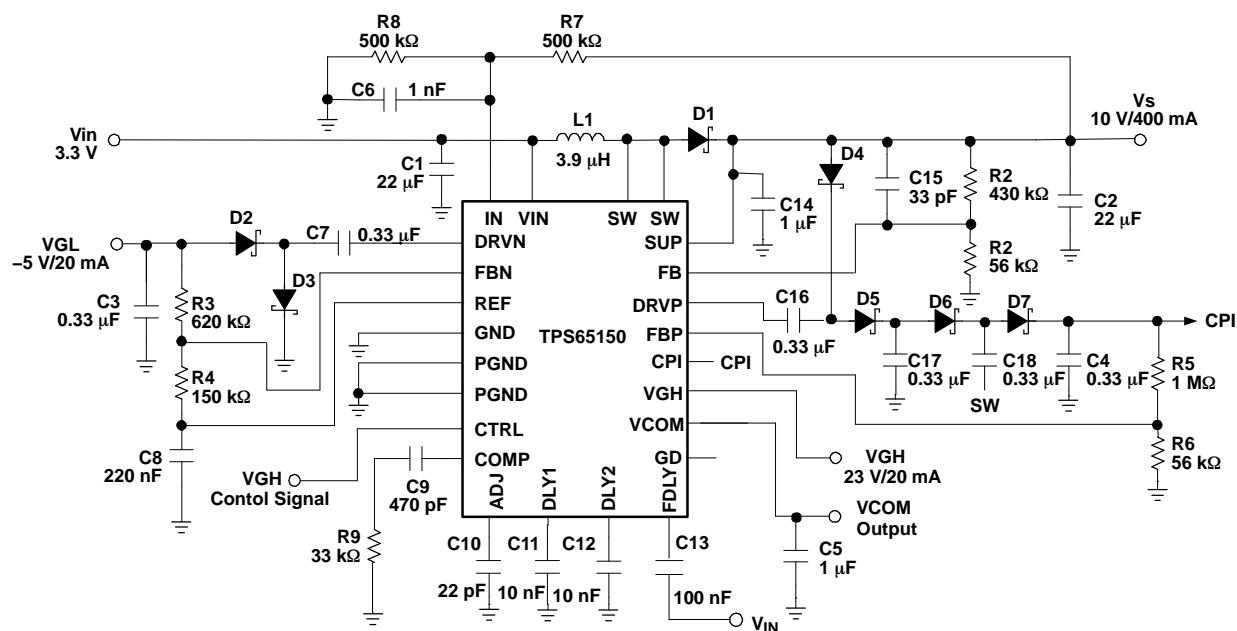 R8
500 kΩ
R7
500 kΩ
C6
1 nF
Vin
3.3 V
L1
3.9 μH
D1
Vs
10 V/400 mA
C1
22 μF
D4
C15
33 pF
R2
430 kΩ
C2
22 μF
C14
1 μF
IN
VIN
SW
SW
D2
VGL
–5 V/20 mA
C7
0.33 μF
DRVN
SUP
R2
56 kΩ
FBN
FB
D3
C3
0.33 μF
R3
620 kΩ
REF
DRVP
C16
0.33 μF
D5
D6
D7
CPI
GND
TPS65150
FBP
PGND
CPI
CPI
C17
0.33 μF
C18
0.33 μF
C4
0.33 μF
R5
1 MΩ
SW
R4
150 kΩ
PGND
VGH
CTRL
VCOM
C8
220 nF
COMP
GD
C9
470 pF
VGH
Contol Signal
VGH
23 V/20 mA
R6
56 kΩ
ADJ
DLY1
DLY2
FDLY
VCOM
Output
R9
33 kΩ
C10
22 pF
C11
10 nF
C12
10 nF
C13
100 nF
C5
1 μF
VIN